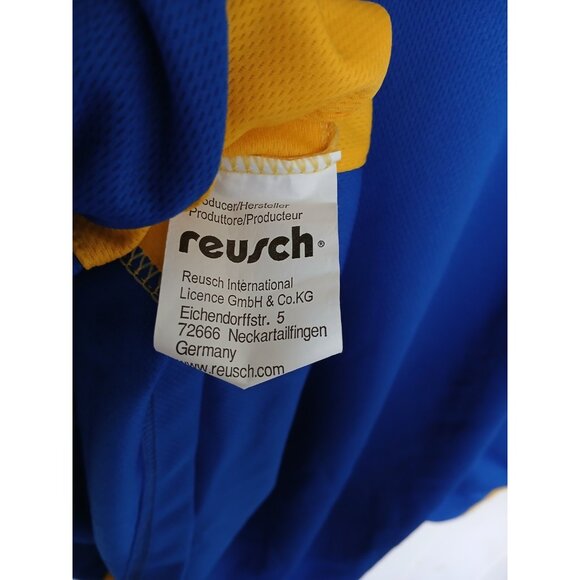 Producer/Hersteller
Produttore/Producteur
reusch®
Reusch International
Licence GmbH & Co.KG
Eichendorffstr. 5
72666 Neckartailfingen
Germany
www.reusch.com